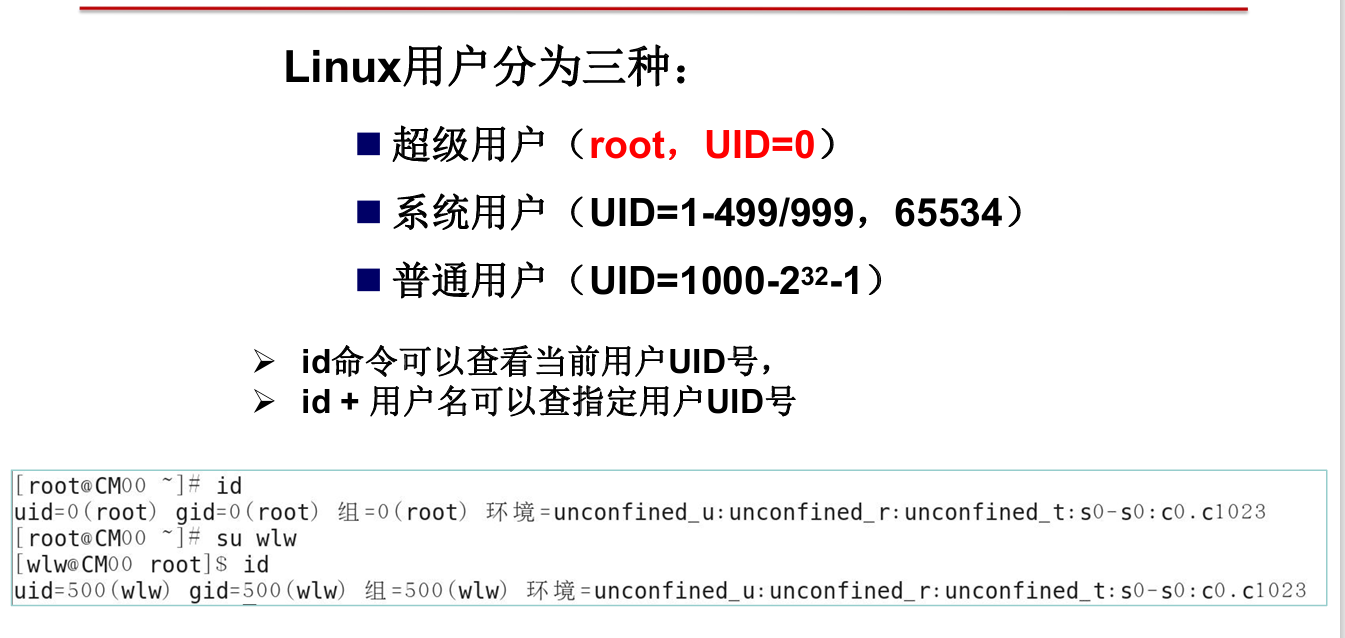 Linux用户分为三种：
■ 超级用户（root，UID=0）
■ 系统用户（UID=1-499/999，65534）
■ 普通用户（UID=1000-2³²-1）
➢ id命令可以查看当前用户UID号，
➢ id + 用户名可以查指定用户UID号
[root@CM00 ~]# id
uid=0(root) gid=0(root) 组=0(root) 环境=unconfined_u:unconfined_r:unconfined_t:s0-s0:c0.c1023
[root@CM00 ~]# su wlw
[wlw@CM00 root]$ id
uid=500(wlw) gid=500(wlw) 组=500(wlw) 环境=unconfined_u:unconfined_r:unconfined_t:s0-s0:c0.c1023